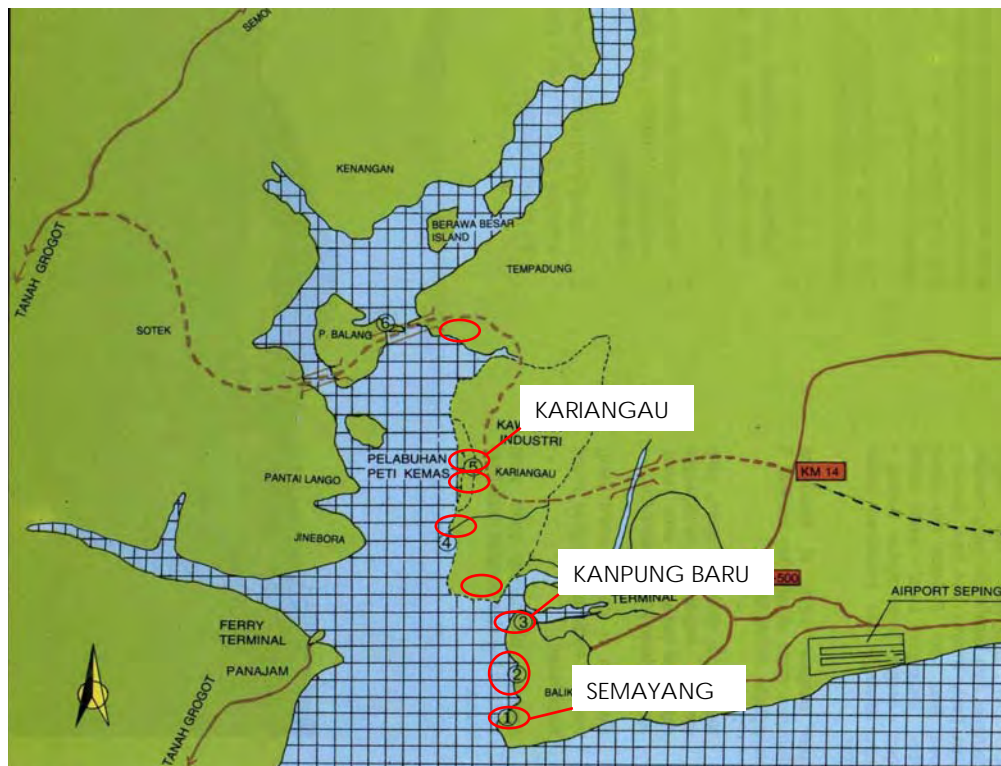 SEMOI
KENANGAN
BERAWA BESAR
ISLAND
TANAH GROGOT
TEMPADUNG
SOTEK
P. BALANG
6
KARIANGAU
INDUSTRI
PELABUHAN
PETI KEMAS
5
KARIANGAU
KM 14
PANTAI LANGO
JINEBORA
4
KANPUNG BARU
500
TERMINAL
AIRPORT SEPING
3
FERRY
TERMINAL
PANAJAM
2
SEMAYANG
BALIK
1
TANAH GROGOT